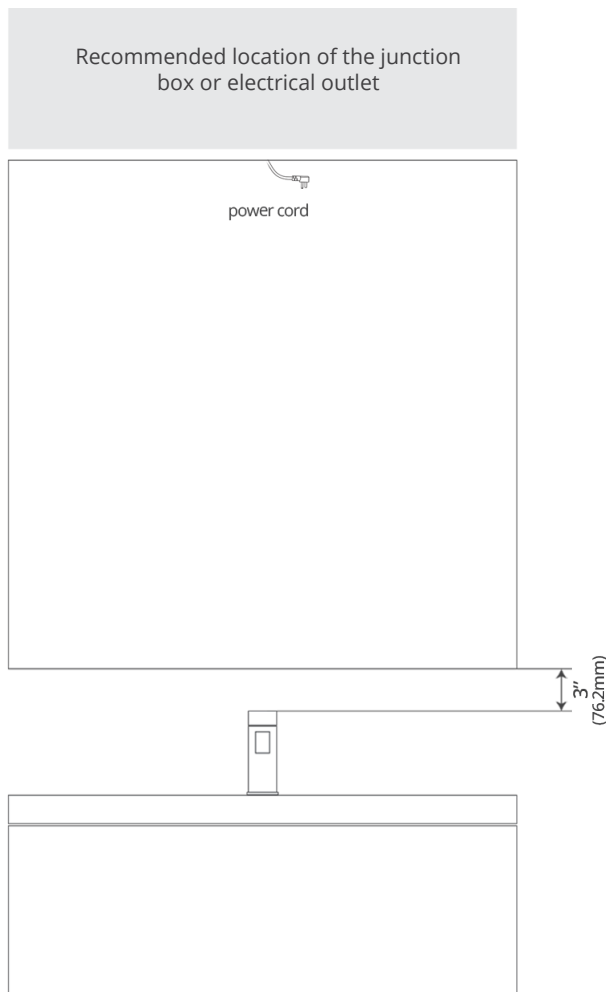 Recommended location of the junction
box or electrical outlet
power cord
3”
(76.2mm)